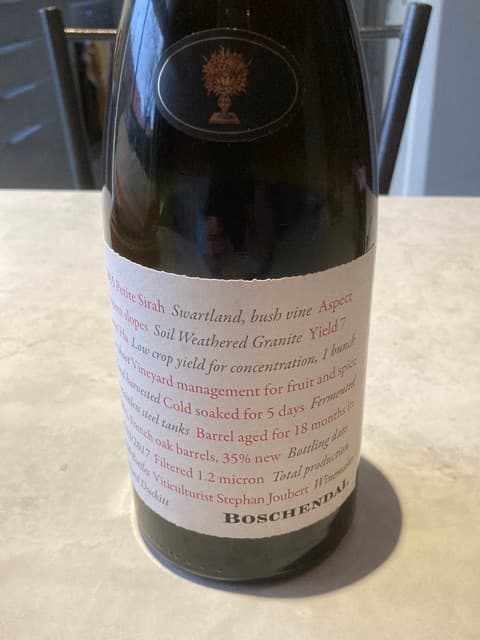 Petite Sirah Swartland, bush vine Aspect
slopes Soil Weathered Granite Yield 7
Low crop yield for concentration, 1 bunch
Vineyard management for fruit and spice
harvested Cold soaked for 5 days Fermented
steel tanks Barrel aged for 18 months in
French oak barrels, 35% new Bottling date
2017 Filtered 1.2 micron Total production
Viticulturist Stephan Joubert Winemaker
Duckitt
BOSCHENDAL